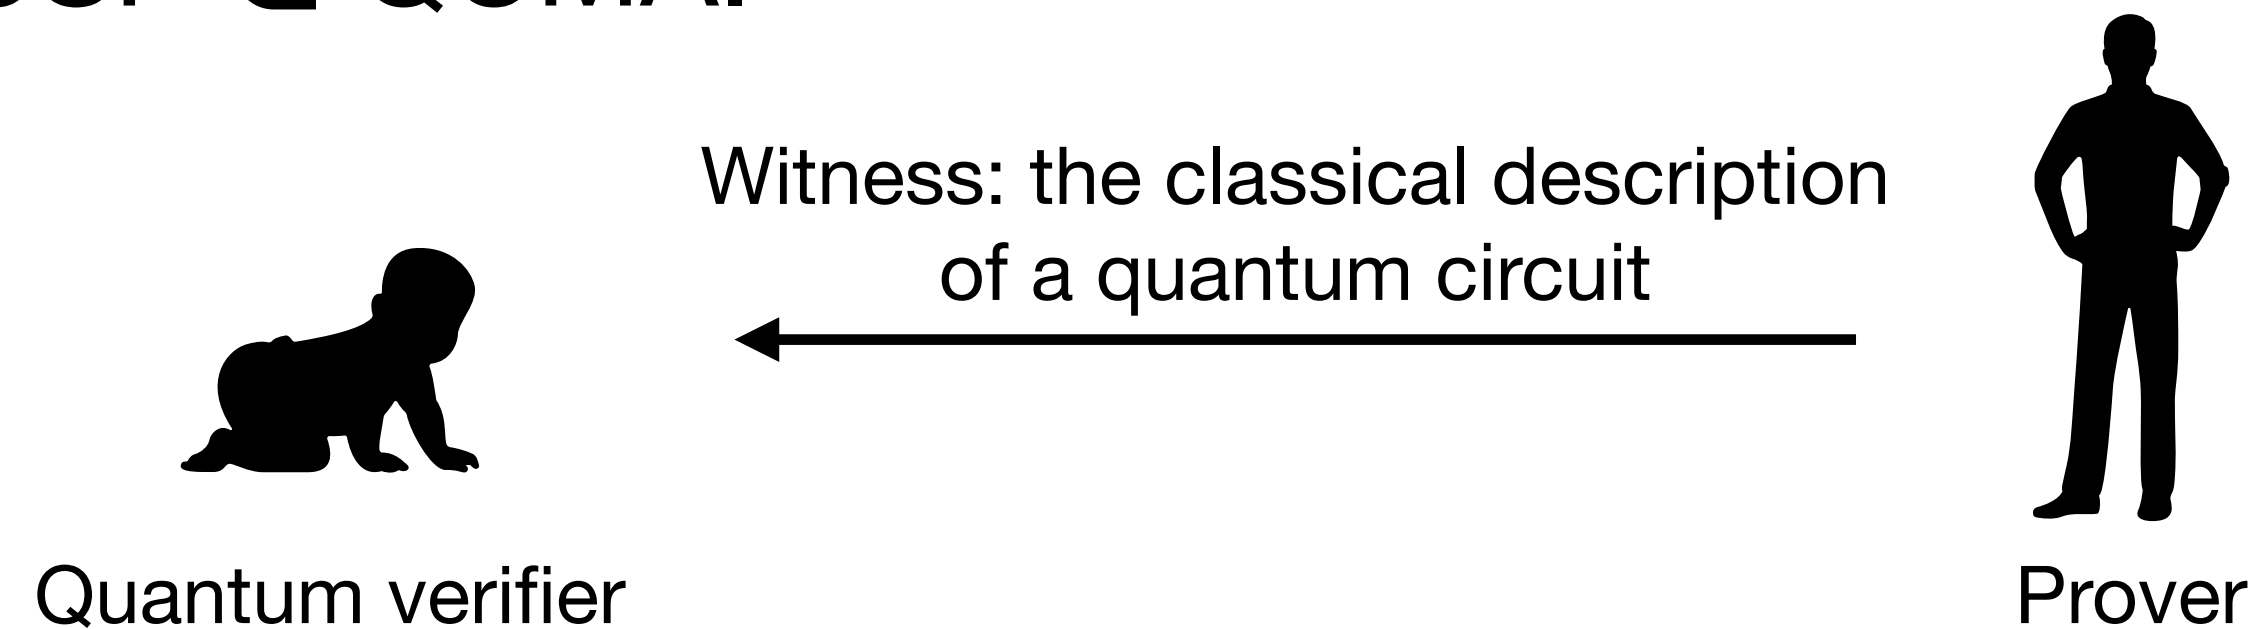 Witness: the classical description
of a quantum circuit
Quantum verifier
Prover